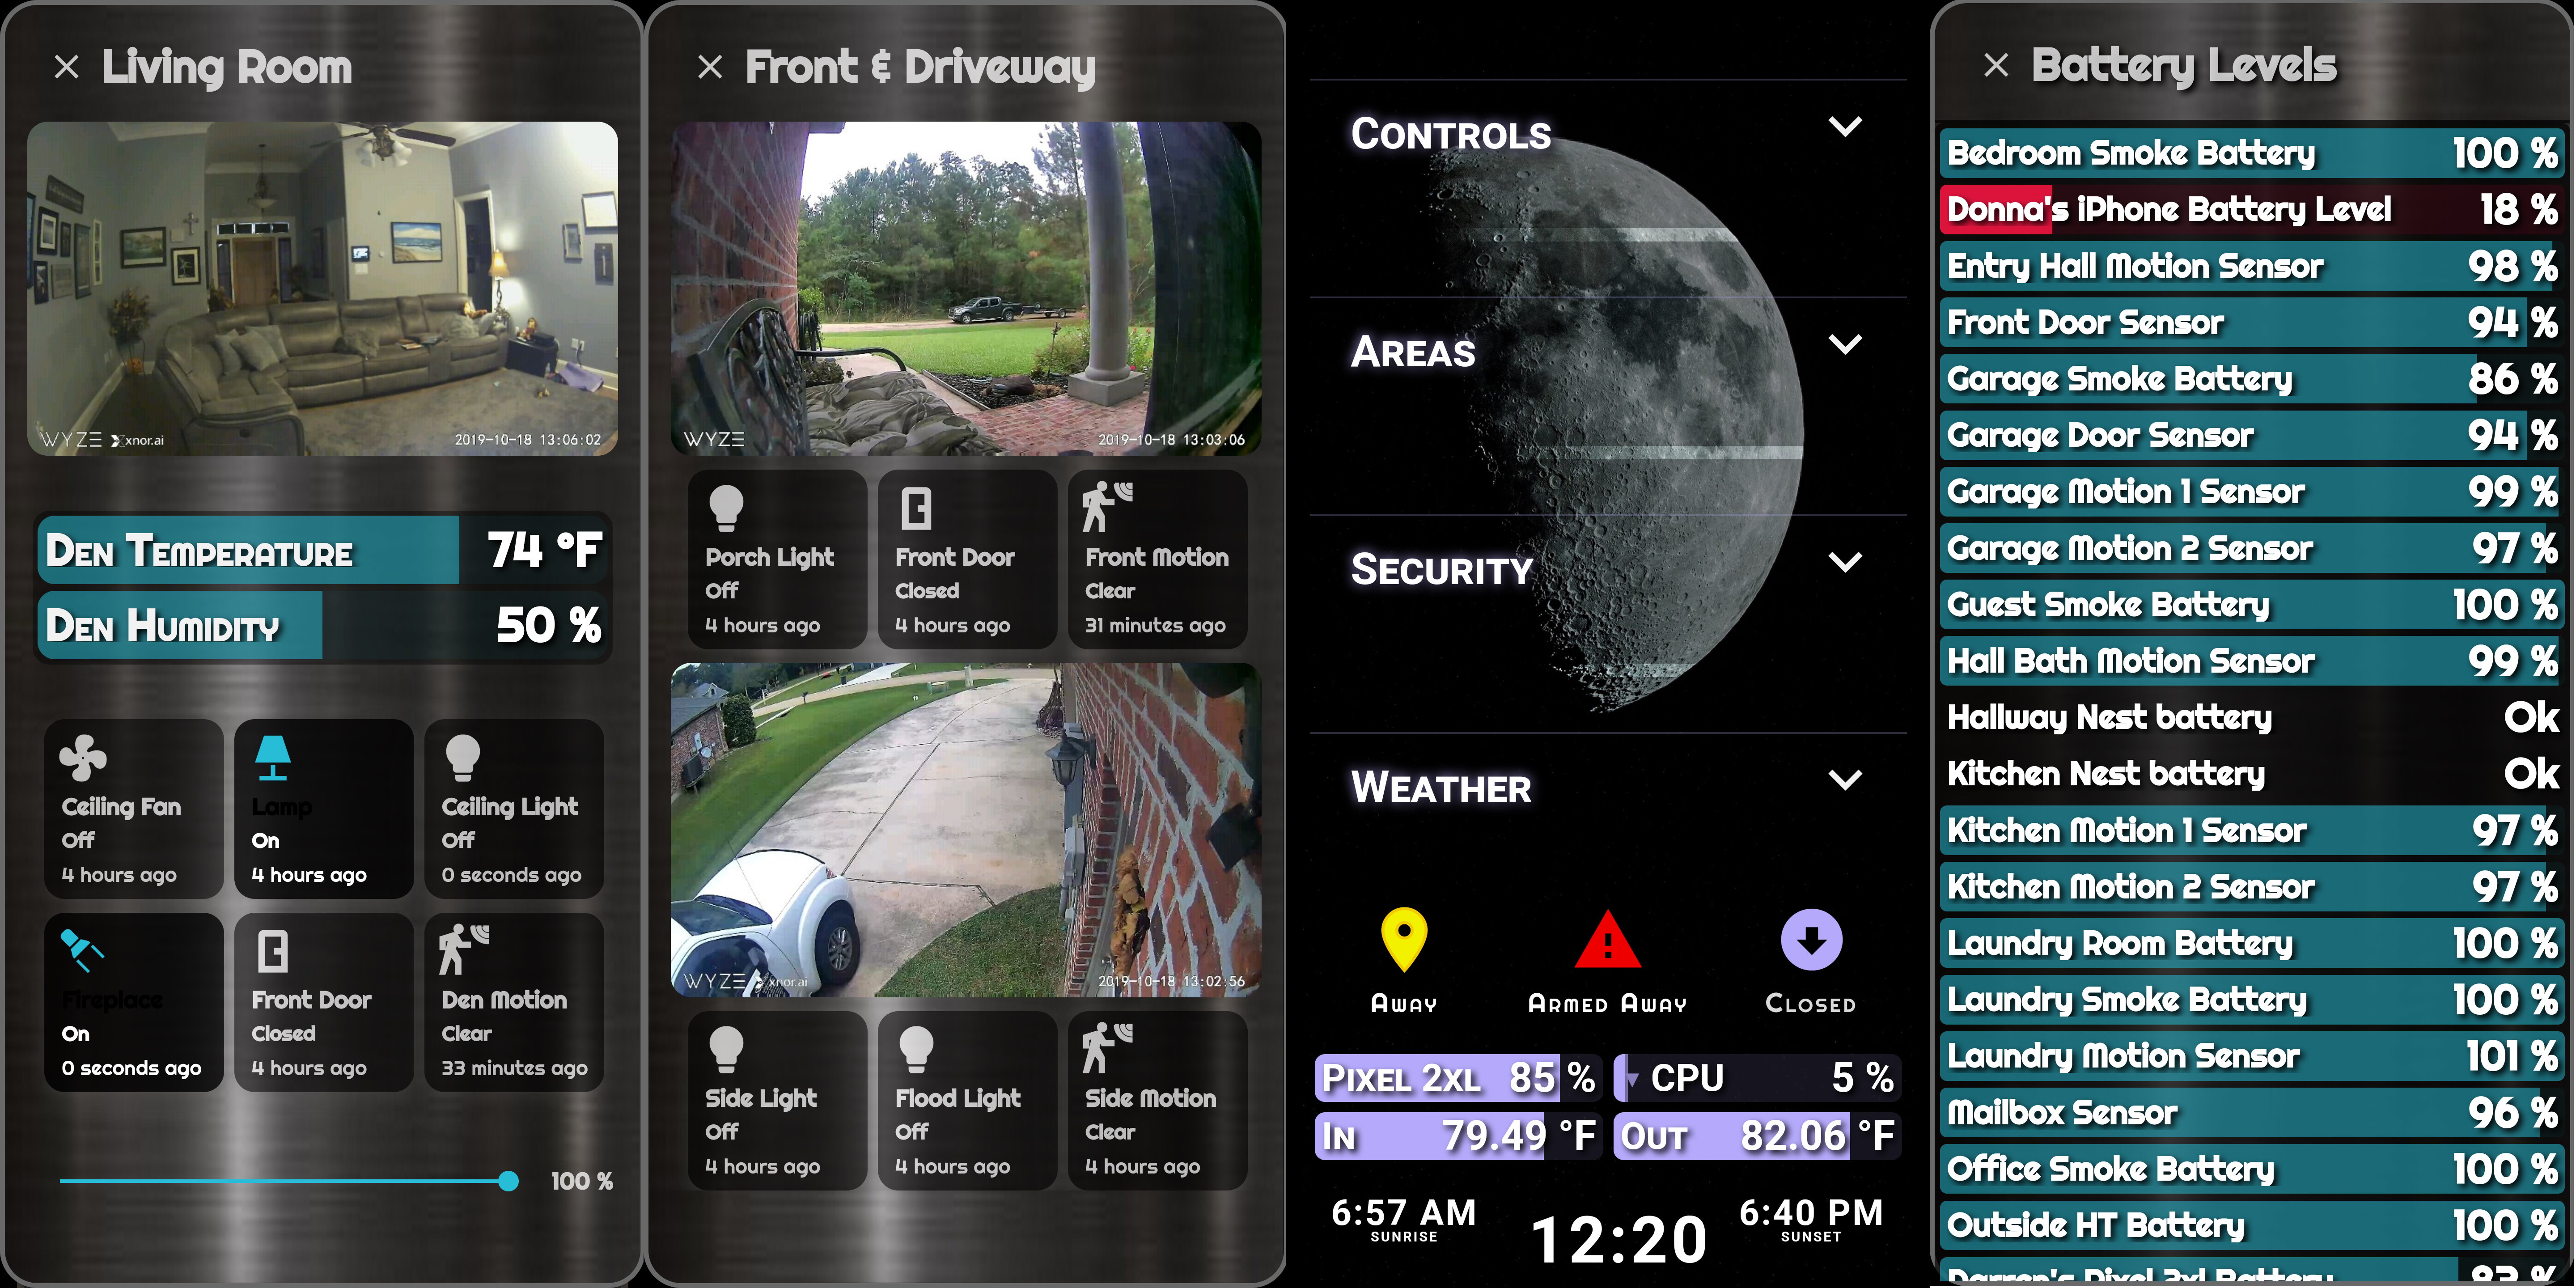 Living Room
WYZE xnor.ai 2019-10-18 13:06:02
Den Temperature 74 °F
Den Humidity 50 %
Ceiling Fan
Off
4 hours ago
Lamp
On
4 hours ago
Ceiling Light
Off
0 seconds ago
Fireplace
On
0 seconds ago
Front Door
Closed
4 hours ago
Den Motion
Clear
33 minutes ago
100 %
Front & Driveway
WYZE 2019-10-18 13:03:06
Porch Light
Off
4 hours ago
Front Door
Closed
4 hours ago
Front Motion
Clear
31 minutes ago
WYZE xnor.ai 2019-10-18 13:02:56
Side Light
Off
4 hours ago
Flood Light
Off
4 hours ago
Side Motion
Clear
4 hours ago
Controls
Areas
Security
Weather
Away
Armed Away
Closed
Pixel 2xl 85 %
CPU 5 %
In 79.49 °F
Out 82.06 °F
6:57 AM
SUNRISE
12:20
6:40 PM
SUNSET
Battery Levels
Bedroom Smoke Battery 100 %
Donna's iPhone Battery Level 18 %
Entry Hall Motion Sensor 98 %
Front Door Sensor 94 %
Garage Smoke Battery 86 %
Garage Door Sensor 94 %
Garage Motion 1 Sensor 99 %
Garage Motion 2 Sensor 97 %
Guest Smoke Battery 100 %
Hall Bath Motion Sensor 99 %
Hallway Nest battery Ok
Kitchen Nest battery Ok
Kitchen Motion 1 Sensor 97 %
Kitchen Motion 2 Sensor 97 %
Laundry Room Battery 100 %
Laundry Smoke Battery 100 %
Laundry Motion Sensor 101 %
Mailbox Sensor 96 %
Office Smoke Battery 100 %
Outside HT Battery 100 %
Darren's Pixel 2xl Battery %